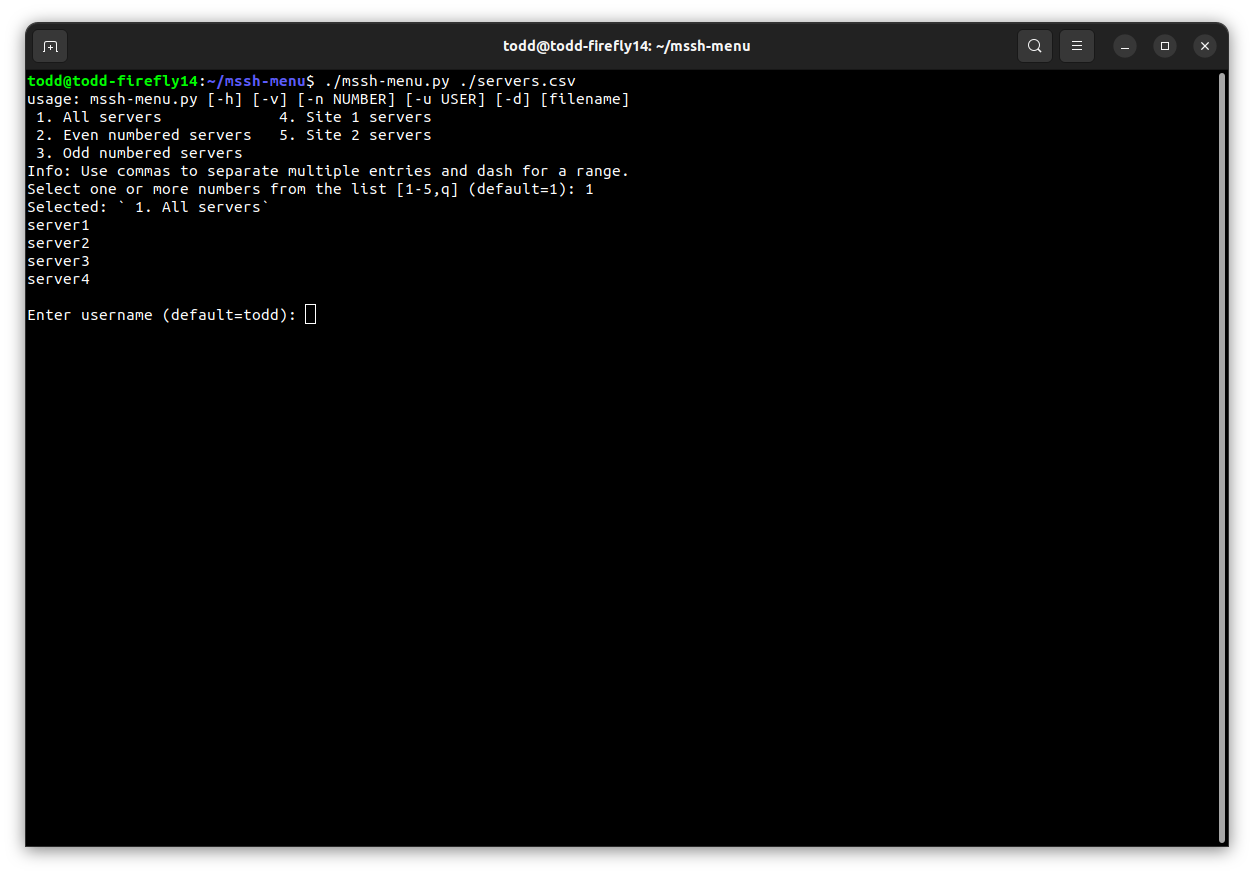 todd@todd-firefly14: ~/mssh-menu
todd@todd-firefly14:~/mssh-menu$ ./mssh-menu.py ./servers.csv
usage: mssh-menu.py [-h] [-v] [-n NUMBER] [-u USER] [-d] [filename]
 1. All servers             4. Site 1 servers
 2. Even numbered servers   5. Site 2 servers
 3. Odd numbered servers
Info: Use commas to separate multiple entries and dash for a range.
Select one or more numbers from the list [1-5,q] (default=1): 1
Selected: ` 1. All servers`
server1
server2
server3
server4
Enter username (default=todd):